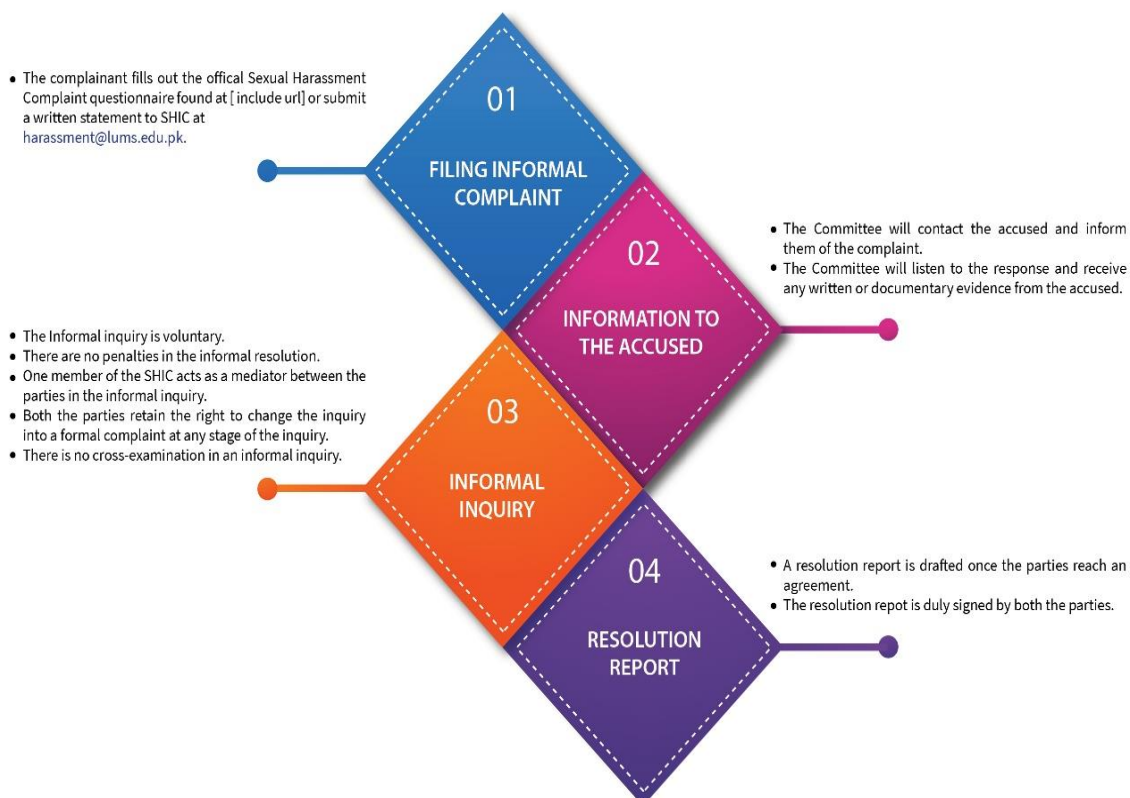 • The complainant fills out the offical Sexual Harassment
Complaint questionnaire found at [ include url] or submit
a written statement to SHIC at
harassment@lums.edu.pk.
01
FILING INFORMAL
COMPLAINT
02
INFORMATION TO
THE ACCUSED
• The Committee will contact the accused and inform
them of the complaint.
• The Committee will listen to the response and receive
any written or documentary evidence from the accused.
• The Informal inquiry is voluntary.
• There are no penalties in the informal resolution.
• One member of the SHIC acts as a mediator between the
parties in the informal inquiry.
• Both the parties retain the right to change the inquiry
into a formal complaint at any stage of the inquiry.
• There is no cross-examination in an informal inquiry.
03
INFORMAL
INQUIRY
04
RESOLUTION
REPORT
• A resolution report is drafted once the parties reach an
agreement.
• The resolution repot is duly signed by both the parties.